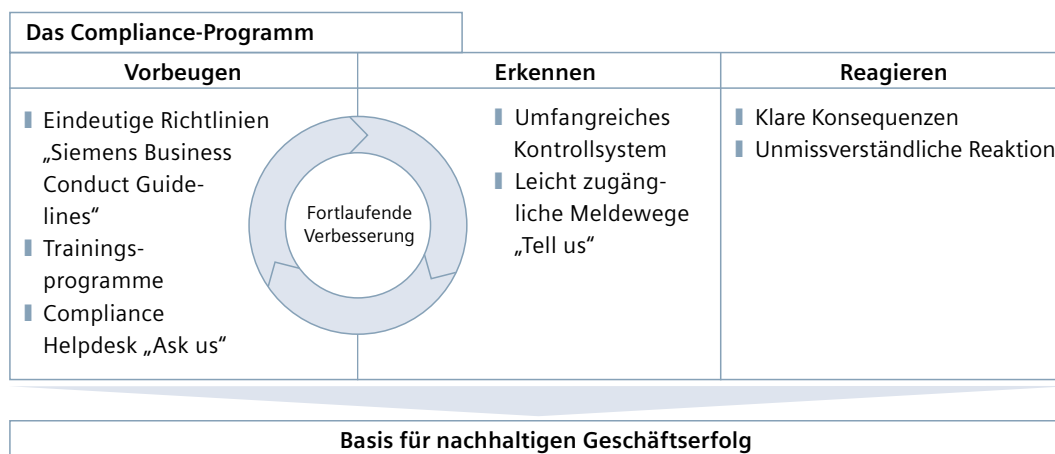 Das Compliance-Programm
Vorbeugen
Eindeutige Richtlinien
„Siemens Business
Conduct Guide-
lines“
Trainings-
programme
Compliance
Helpdesk „Ask us“
Fortlaufende
Verbesserung
Erkennen
Umfangreiches
Kontrollsystem
Leicht zugäng-
liche Meldewege
„Tell us“
Reagieren
Klare Konsequenzen
Unmissverständliche Reaktion
Basis für nachhaltigen Geschäftserfolg